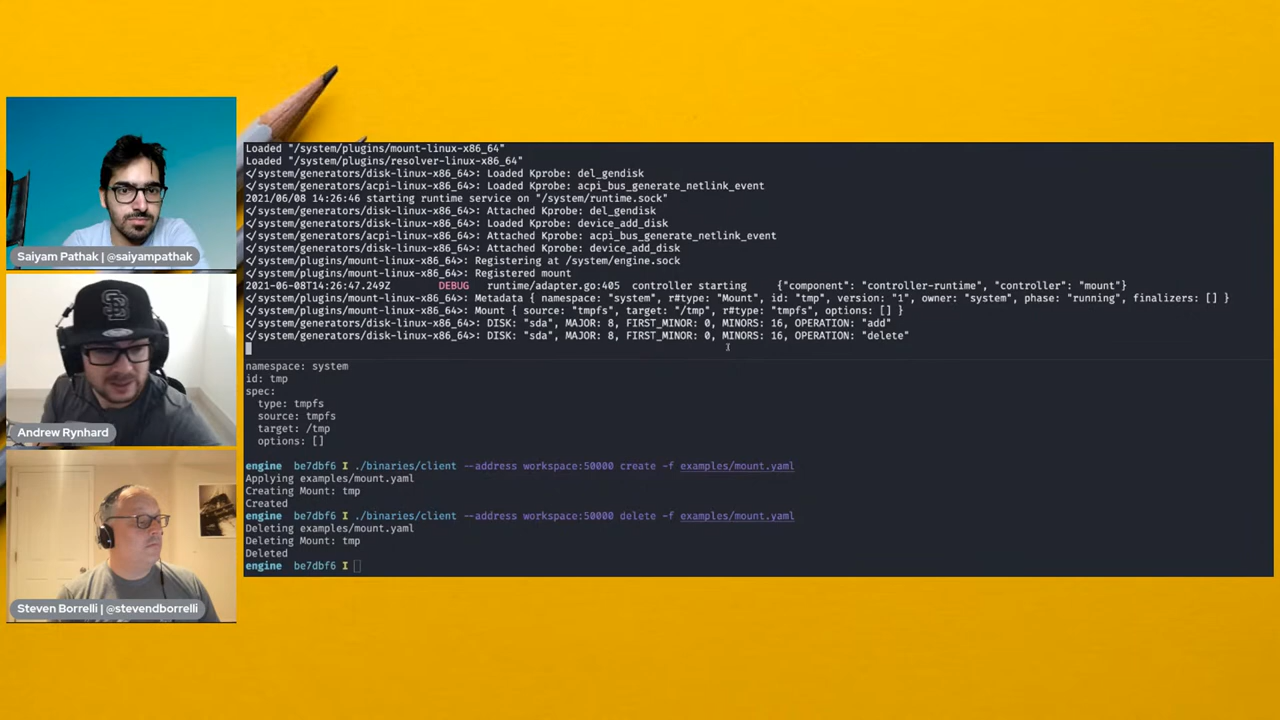 Saiyam Pathak | @saiyampathak
Andrew Rynhard
Steven Borrelli | @stevendborrelli
Loaded "/system/plugins/mount-linux-x86_64"
Loaded "/system/plugins/resolver-linux-x86_64"
</system/generators/disk-linux-x86_64>: Loaded Kprobe: del_gendisk
</system/generators/acpi-linux-x86_64>: Loaded Kprobe: acpi_bus_generate_netlink_event
2021/06/08 14:26:46 starting runtime service on "/system/runtime.sock"
</system/generators/disk-linux-x86_64>: Attached Kprobe: del_gendisk
</system/generators/disk-linux-x86_64>: Loaded Kprobe: device_add_disk
</system/generators/acpi-linux-x86_64>: Attached Kprobe: acpi_bus_generate_netlink_event
</system/generators/disk-linux-x86_64>: Attached Kprobe: device_add_disk
</system/plugins/mount-linux-x86_64>: Registering at /system/engine.sock
</system/plugins/mount-linux-x86_64>: Registered mount
2021-06-08T14:26:47.249Z DEBUG runtime/adapter.go:405 controller starting {"component": "controller-runtime", "controller": "mount"}
</system/plugins/mount-linux-x86_64>: Metadata { namespace: "system", r#type: "Mount", id: "tmp", version: "1", owner: "system", phase: "running", finalizers: [] }
</system/plugins/mount-linux-x86_64>: Mount { source: "tmpfs", target: "/tmp", r#type: "tmpfs", options: [] }
</system/generators/disk-linux-x86_64>: DISK: "sda", MAJOR: 8, FIRST_MINOR: 0, MINORS: 16, OPERATION: "add"
</system/generators/disk-linux-x86_64>: DISK: "sda", MAJOR: 8, FIRST_MINOR: 0, MINORS: 16, OPERATION: "delete"
namespace: system
id: tmp
spec:
  type: tmpfs
  source: tmpfs
  target: /tmp
  options: []
engine be7dbf6 I ./binaries/client --address workspace:50000 create -f examples/mount.yaml
Applying examples/mount.yaml
Creating Mount: tmp
Created
engine be7dbf6 I ./binaries/client --address workspace:50000 delete -f examples/mount.yaml
Deleting examples/mount.yaml
Deleting Mount: tmp
Deleted
engine be7dbf6 I